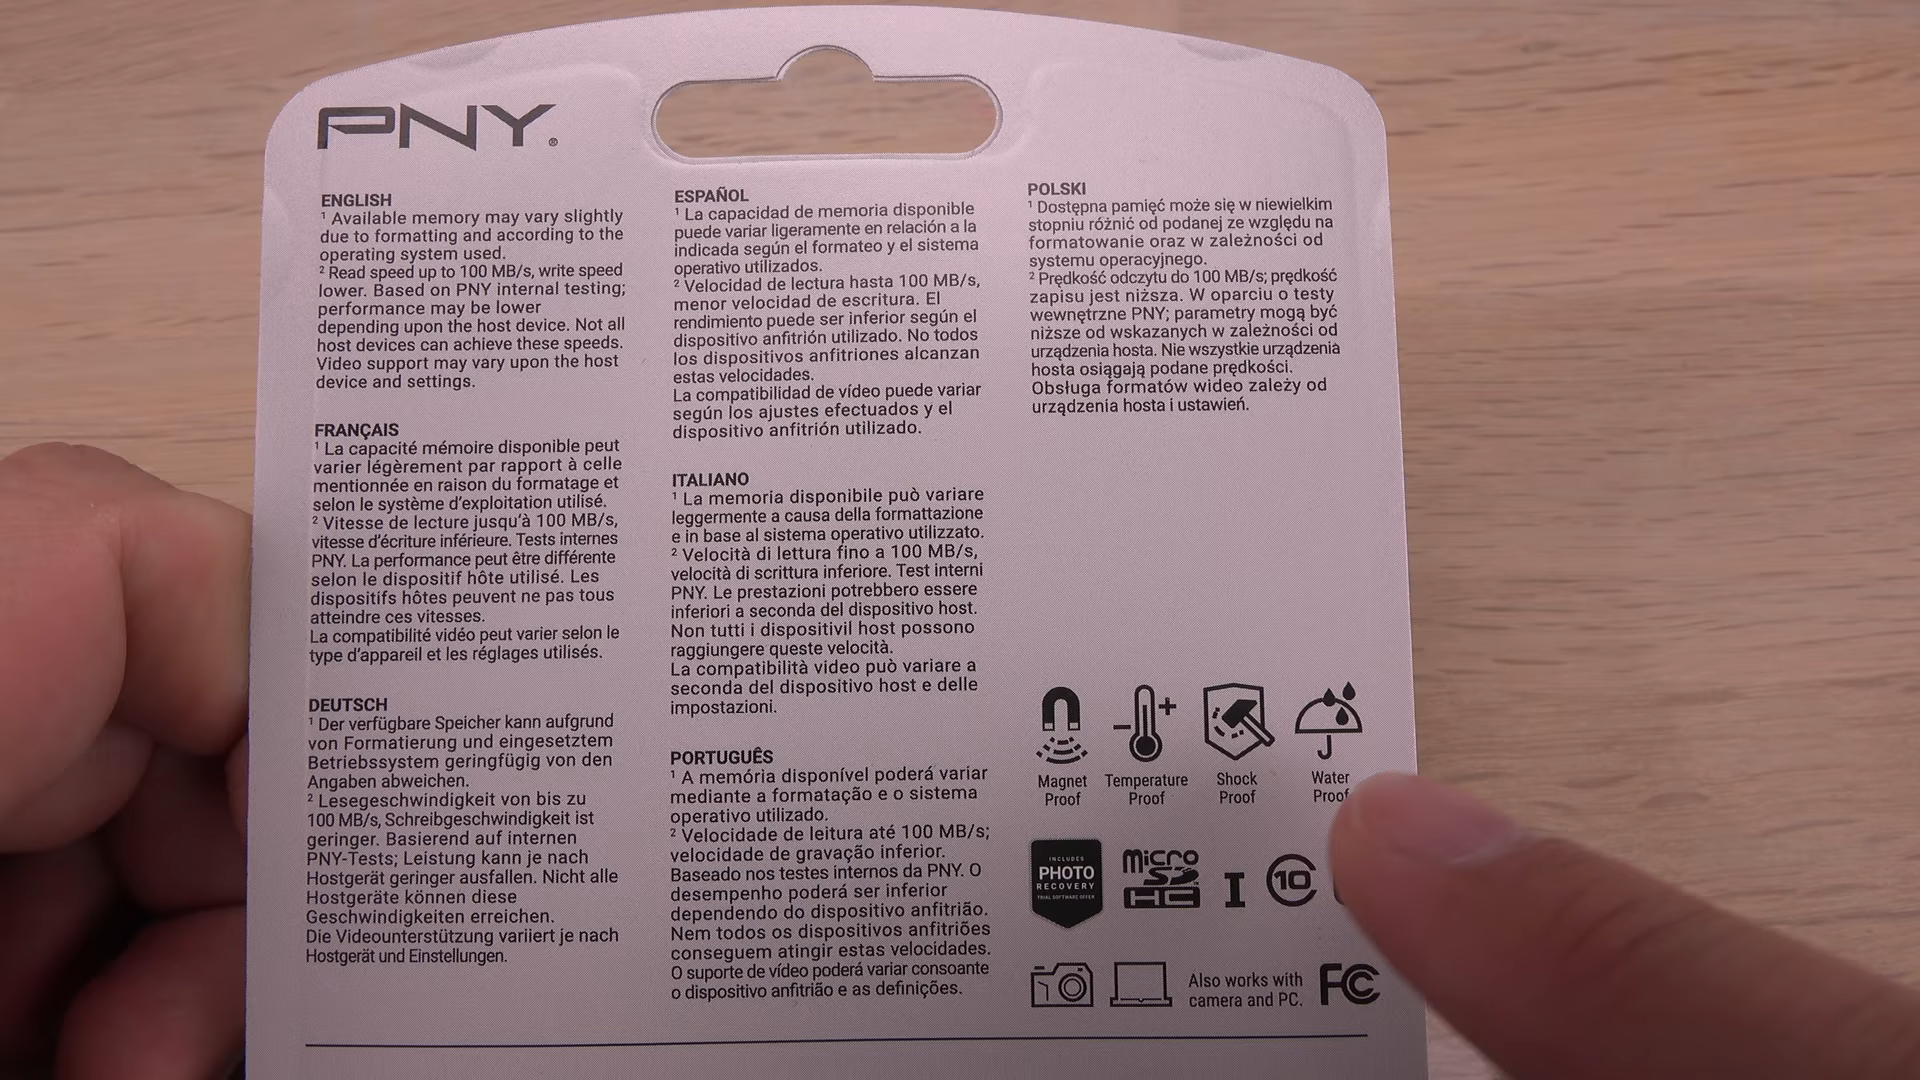 PNY®
ENGLISH
¹ Available memory may vary slightly
due to formatting and according to the
operating system used.
² Read speed up to 100 MB/s, write speed
lower. Based on PNY internal testing;
performance may be lower
depending upon the host device. Not all
host devices can achieve these speeds.
Video support may vary upon the host
device and settings.
FRANÇAIS
¹ La capacité mémoire disponible peut
varier légèrement par rapport à celle
mentionnée en raison du formatage et
selon le système d'exploitation utilisé.
² Vitesse de lecture jusqu'à 100 MB/s,
vitesse d'écriture inférieure. Tests internes
PNY. La performance peut être différente
selon le dispositif hôte utilisé. Les
dispositifs hôtes peuvent ne pas tous
atteindre ces vitesses.
La compatibilité vidéo peut varier selon le
type d'appareil et les réglages utilisés.
DEUTSCH
¹ Der verfügbare Speicher kann aufgrund
von Formatierung und eingesetztem
Betriebssystem geringfügig von den
Angaben abweichen.
² Lesegeschwindigkeit von bis zu
100 MB/s, Schreibgeschwindigkeit ist
geringer. Basierend auf internen
PNY-Tests; Leistung kann je nach
Hostgerät geringer ausfallen. Nicht alle
Hostgeräte können diese
Geschwindigkeiten erreichen.
Die Videounterstützung variiert je nach
Hostgerät und Einstellungen.
ESPAÑOL
¹ La capacidad de memoria disponible
puede variar ligeramente en relación a la
indicada según el formateo y el sistema
operativo utilizados.
² Velocidad de lectura hasta 100 MB/s,
menor velocidad de escritura. El
rendimiento puede ser inferior según el
dispositivo anfitrión utilizado. No todos
los dispositivos anfitriones alcanzan
estas velocidades.
La compatibilidad de vídeo puede variar
según los ajustes efectuados y el
dispositivo anfitrión utilizado.
ITALIANO
¹ La memoria disponibile può variare
leggermente a causa della formattazione
e in base al sistema operativo utilizzato.
² Velocità di lettura fino a 100 MB/s,
velocità di scrittura inferiore. Test interni
PNY. Le prestazioni potrebbero essere
inferiori a seconda del dispositivo host.
Non tutti i dispositivil host possono
raggiungere queste velocità.
La compatibilità video può variare a
seconda del dispositivo host e delle
impostazioni.
PORTUGUÊS
¹ A memória disponível poderá variar
mediante a formatação e o sistema
operativo utilizado.
² Velocidade de leitura até 100 MB/s;
velocidade de gravação inferior.
Baseado nos testes internos da PNY. O
desempenho poderá ser inferior
dependendo do dispositivo anfitrião.
Nem todos os dispositivos anfitriões
conseguem atingir estas velocidades.
O suporte de vídeo poderá variar consoante
o dispositivo anfitrião e as definições.
POLSKI
¹ Dostępna pamięć może się w niewielkim
stopniu różnić od podanej ze względu na
formatowanie oraz w zależności od
systemu operacyjnego.
² Prędkość odczytu do 100 MB/s; prędkość
zapisu jest niższa. W oparciu o testy
wewnętrzne PNY; parametry mogą być
niższe od wskazanych w zależności od
urządzenia hosta. Nie wszystkie urządzenia
hosta osiągają podane prędkości.
Obsługa formatów wideo zależy od
urządzenia hosta i ustawień.
Magnet
Proof
Temperature
Proof
Shock
Proof
Water
Proof
INCLUDES
PHOTO
RECOVERY
TRIAL SOFTWARE OFFER
micro
SD
HC
I
10
Also works with
camera and PC.
FC